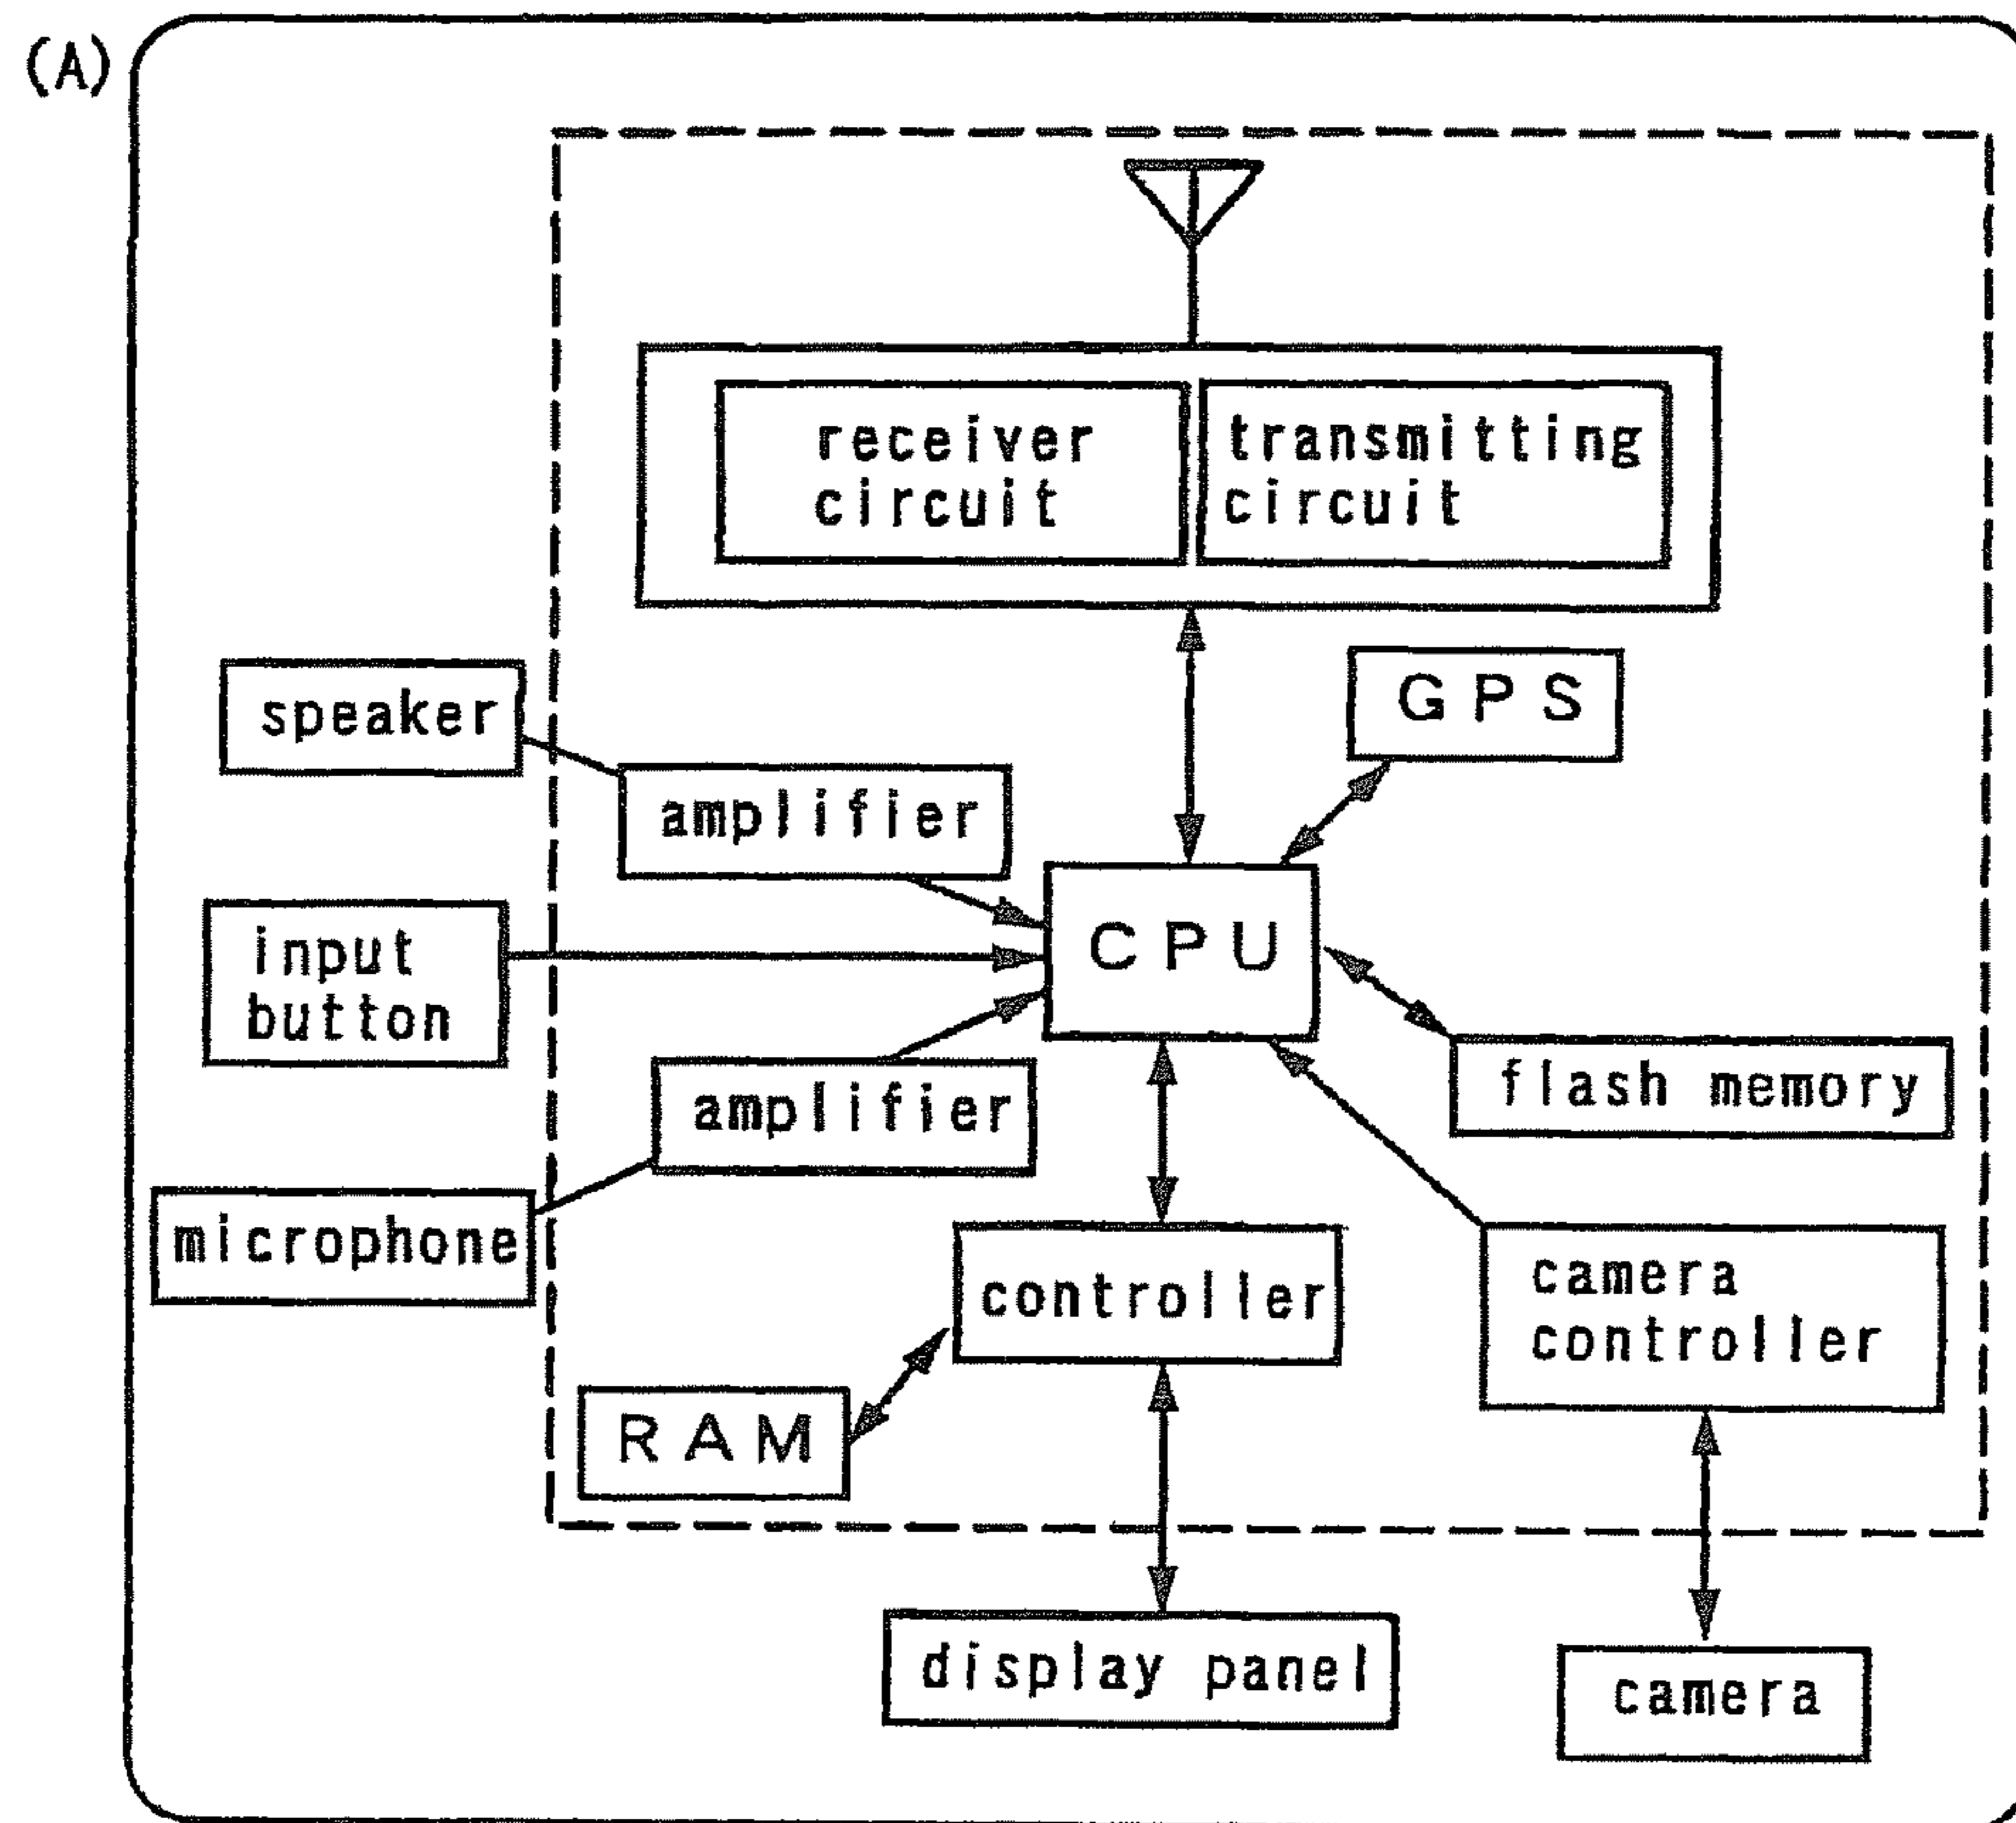 (A)
receiver
circuit
transmitting
circuit
GPS
speaker
amplifier
CPU
input
button
flash memory
amplifier
microphone
controller
camera
controller
RAM
display panel
camera